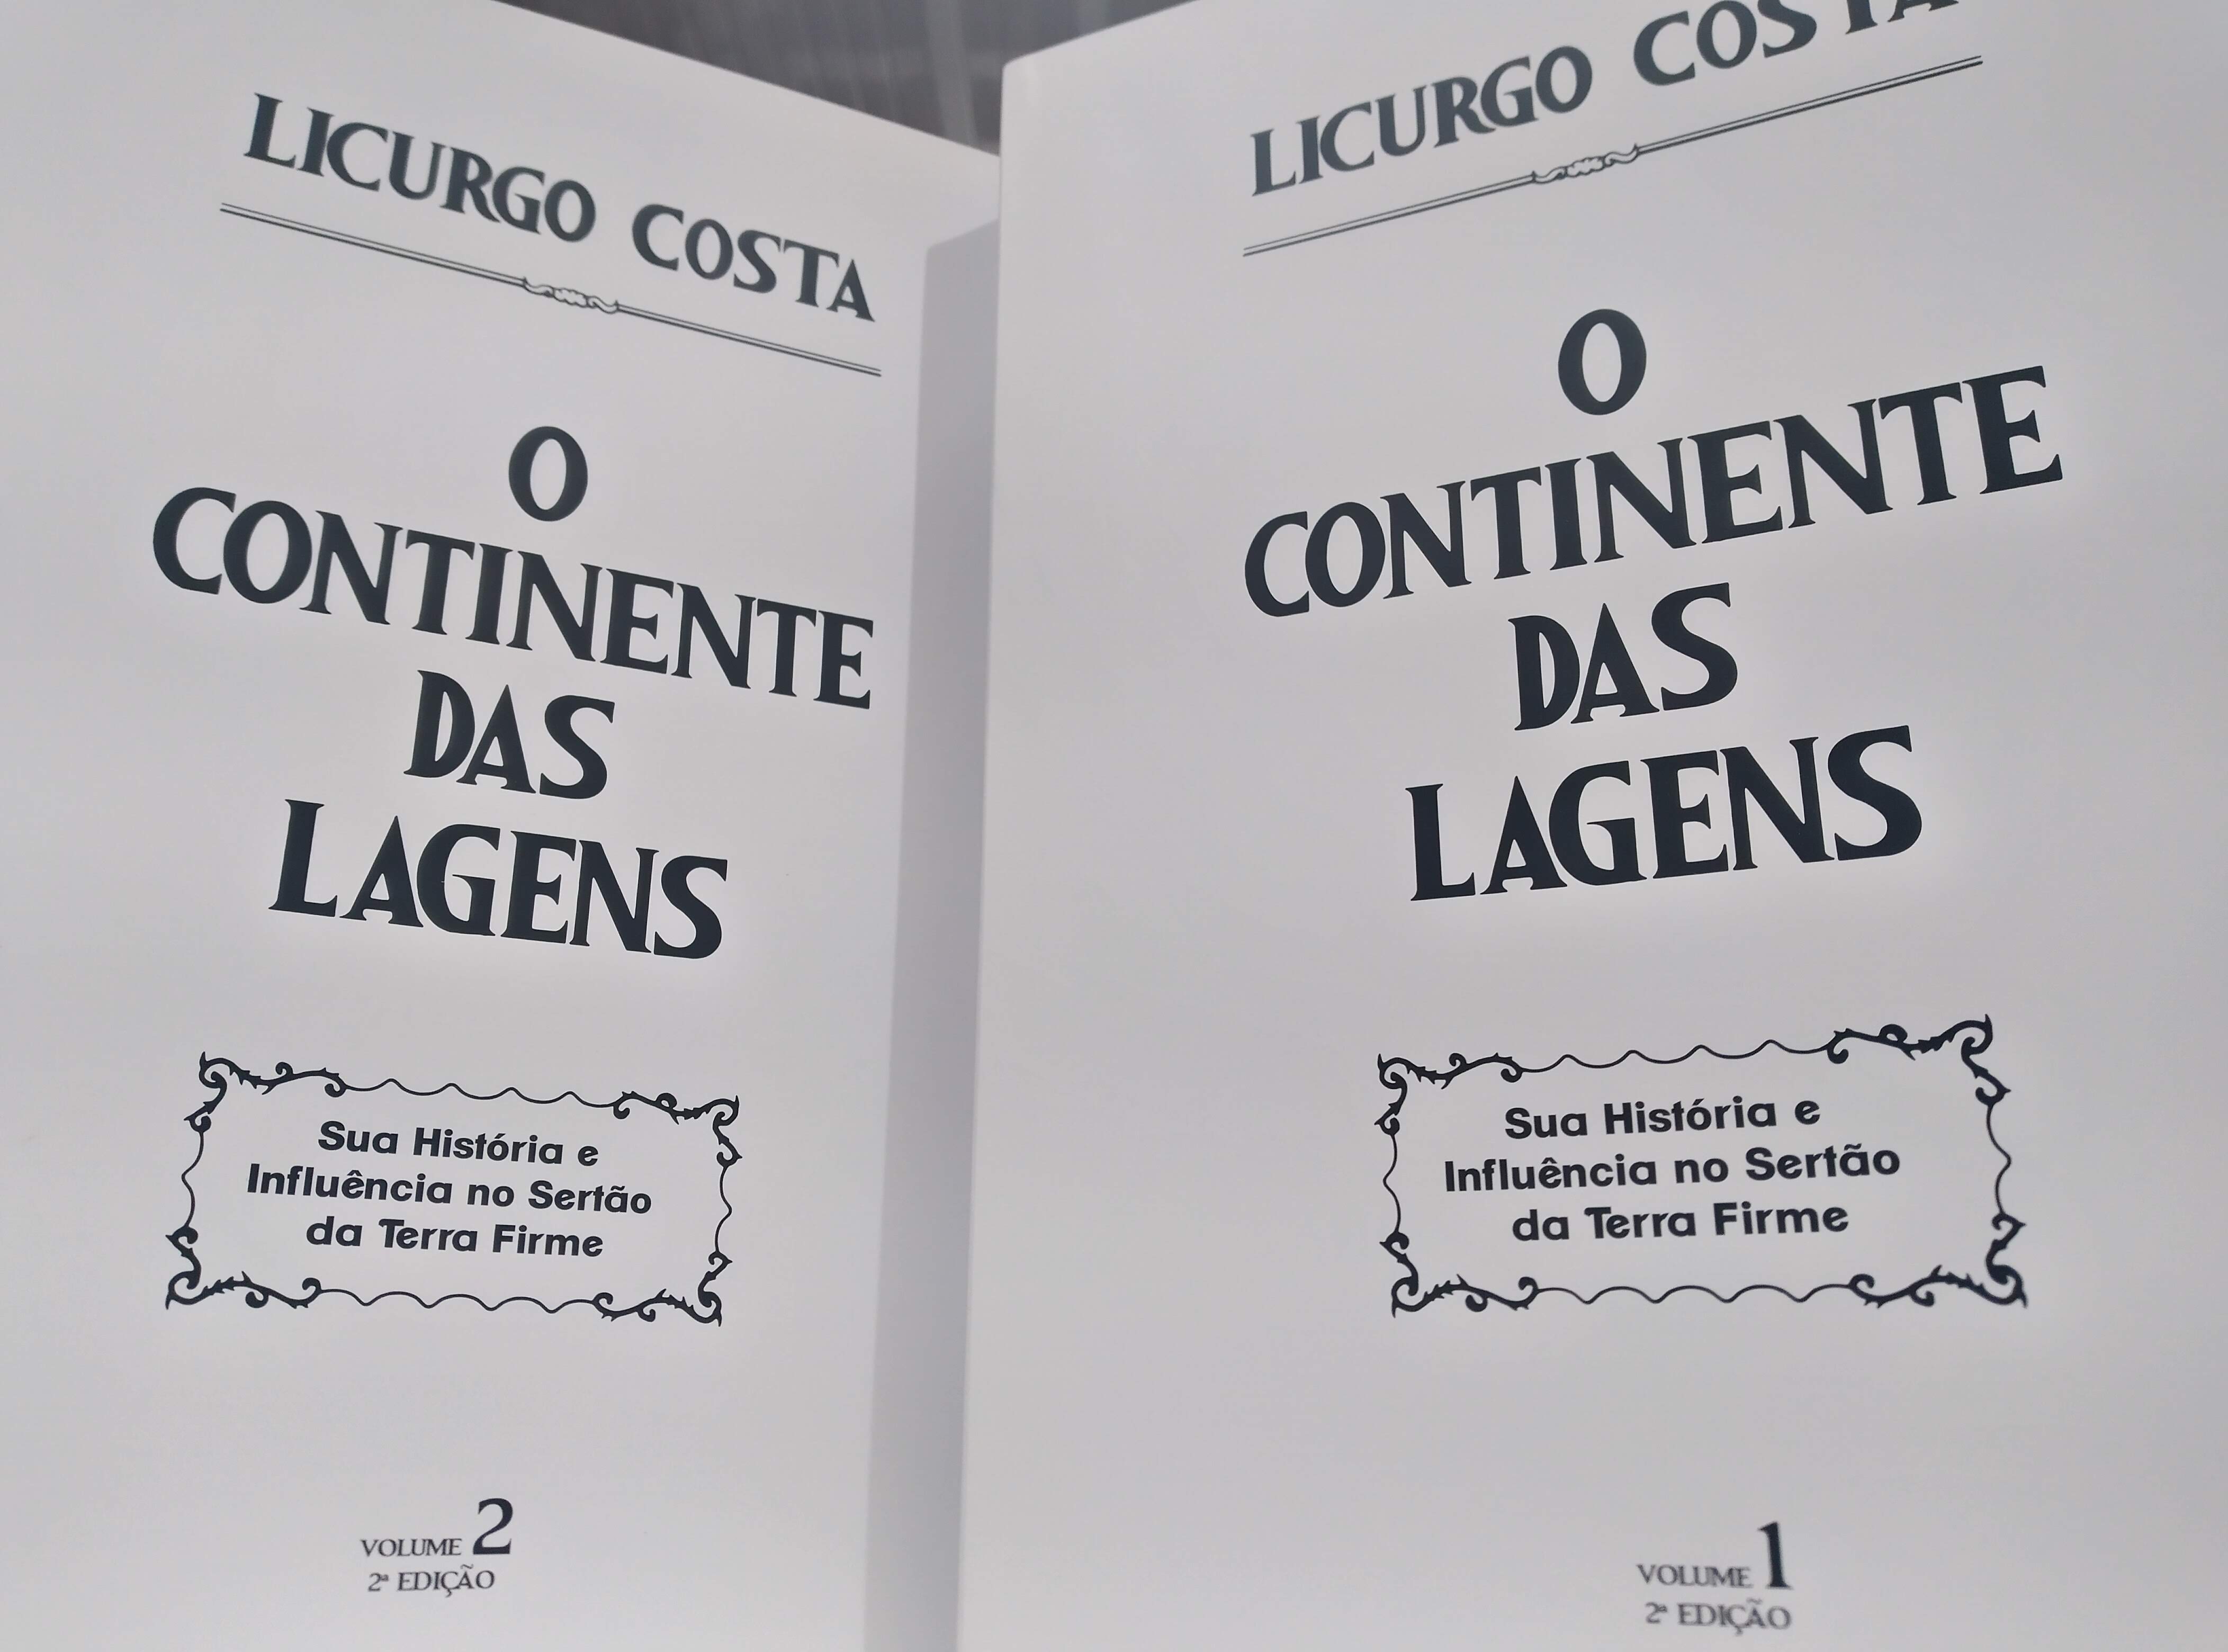 LICURGO COSTA
O
CONTINENTE
DAS
LAGENS
Sua História e
Influência no Sertão
da Terra Firme
VOLUME 2
2ª EDIÇÃO
LICURGO COSTA
O
CONTINENTE
DAS
LAGENS
Sua História e
Influência no Sertão
da Terra Firme
VOLUME 1
2ª EDIÇÃO